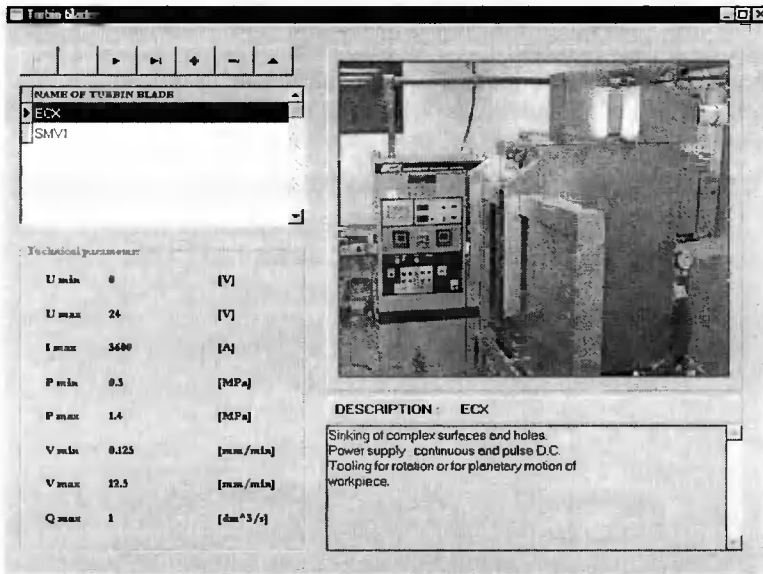 Turbin blades
NAME OF TURBIN BLADE
ECX
SMV1
Technical parameters
U min 0 [V]
U max 24 [V]
I max 3600 [A]
P min 0.3 [MPa]
P max 1.4 [MPa]
V min 0.125 [mm/min]
V max 12.5 [mm/min]
Q max 1 [dm^3/s]
DESCRIPTION : ECX
Sinking of complex surfaces and holes.
Power supply continuous and pulse D.C.
Tooling for rotation or for planetary motion of
workpiece.